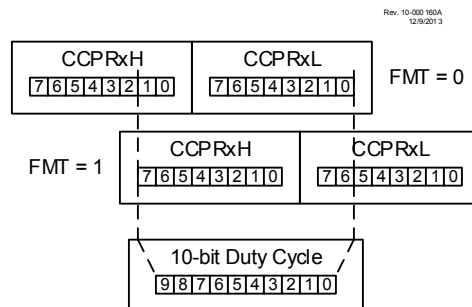 Rev. 10-000 160A
12/9/2013
CCPRxH CCPRxL
7 6 5 4 3 2 1 0 7 6 5 4 3 2 1 0 FMT = 0
CCPRxH CCPRxL
FMT = 1 7 6 5 4 3 2 1 0 7 6 5 4 3 2 1 0
10-bit Duty Cycle
9 8 7 6 5 4 3 2 1 0